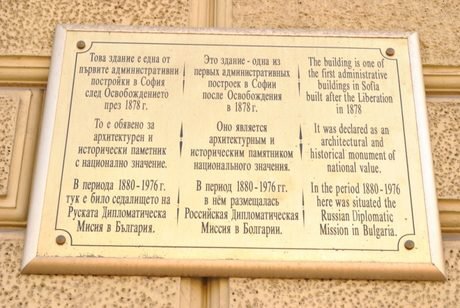 Това здание е една от
първите административни
постройки в София
след Освобождението
през 1878 г.
То е обявено за
архитектурен и
исторически паметник
с национално значение.
В периода 1880-1976 г.
тук е било седалището на
Руската Дипломатическа
Мисия в България.
Это здание - одна из
первых административных
построек в Софии
после Освобождения
в 1878 г.
Оно является
архитектурным и
историческим памятником
национального значения.
В период 1880-1976 гг.
в нём размещалась
Российская Дипломатическая
Миссия в Болгарии.
The building is one of
the first administrative
buildings in Sofia
built after the Liberation
in 1878
It was declared as an
architectural and
historical monument of
national value.
In the period 1880-1976
here was situated the
Russian Diplomatic
Mission in Bulgaria.